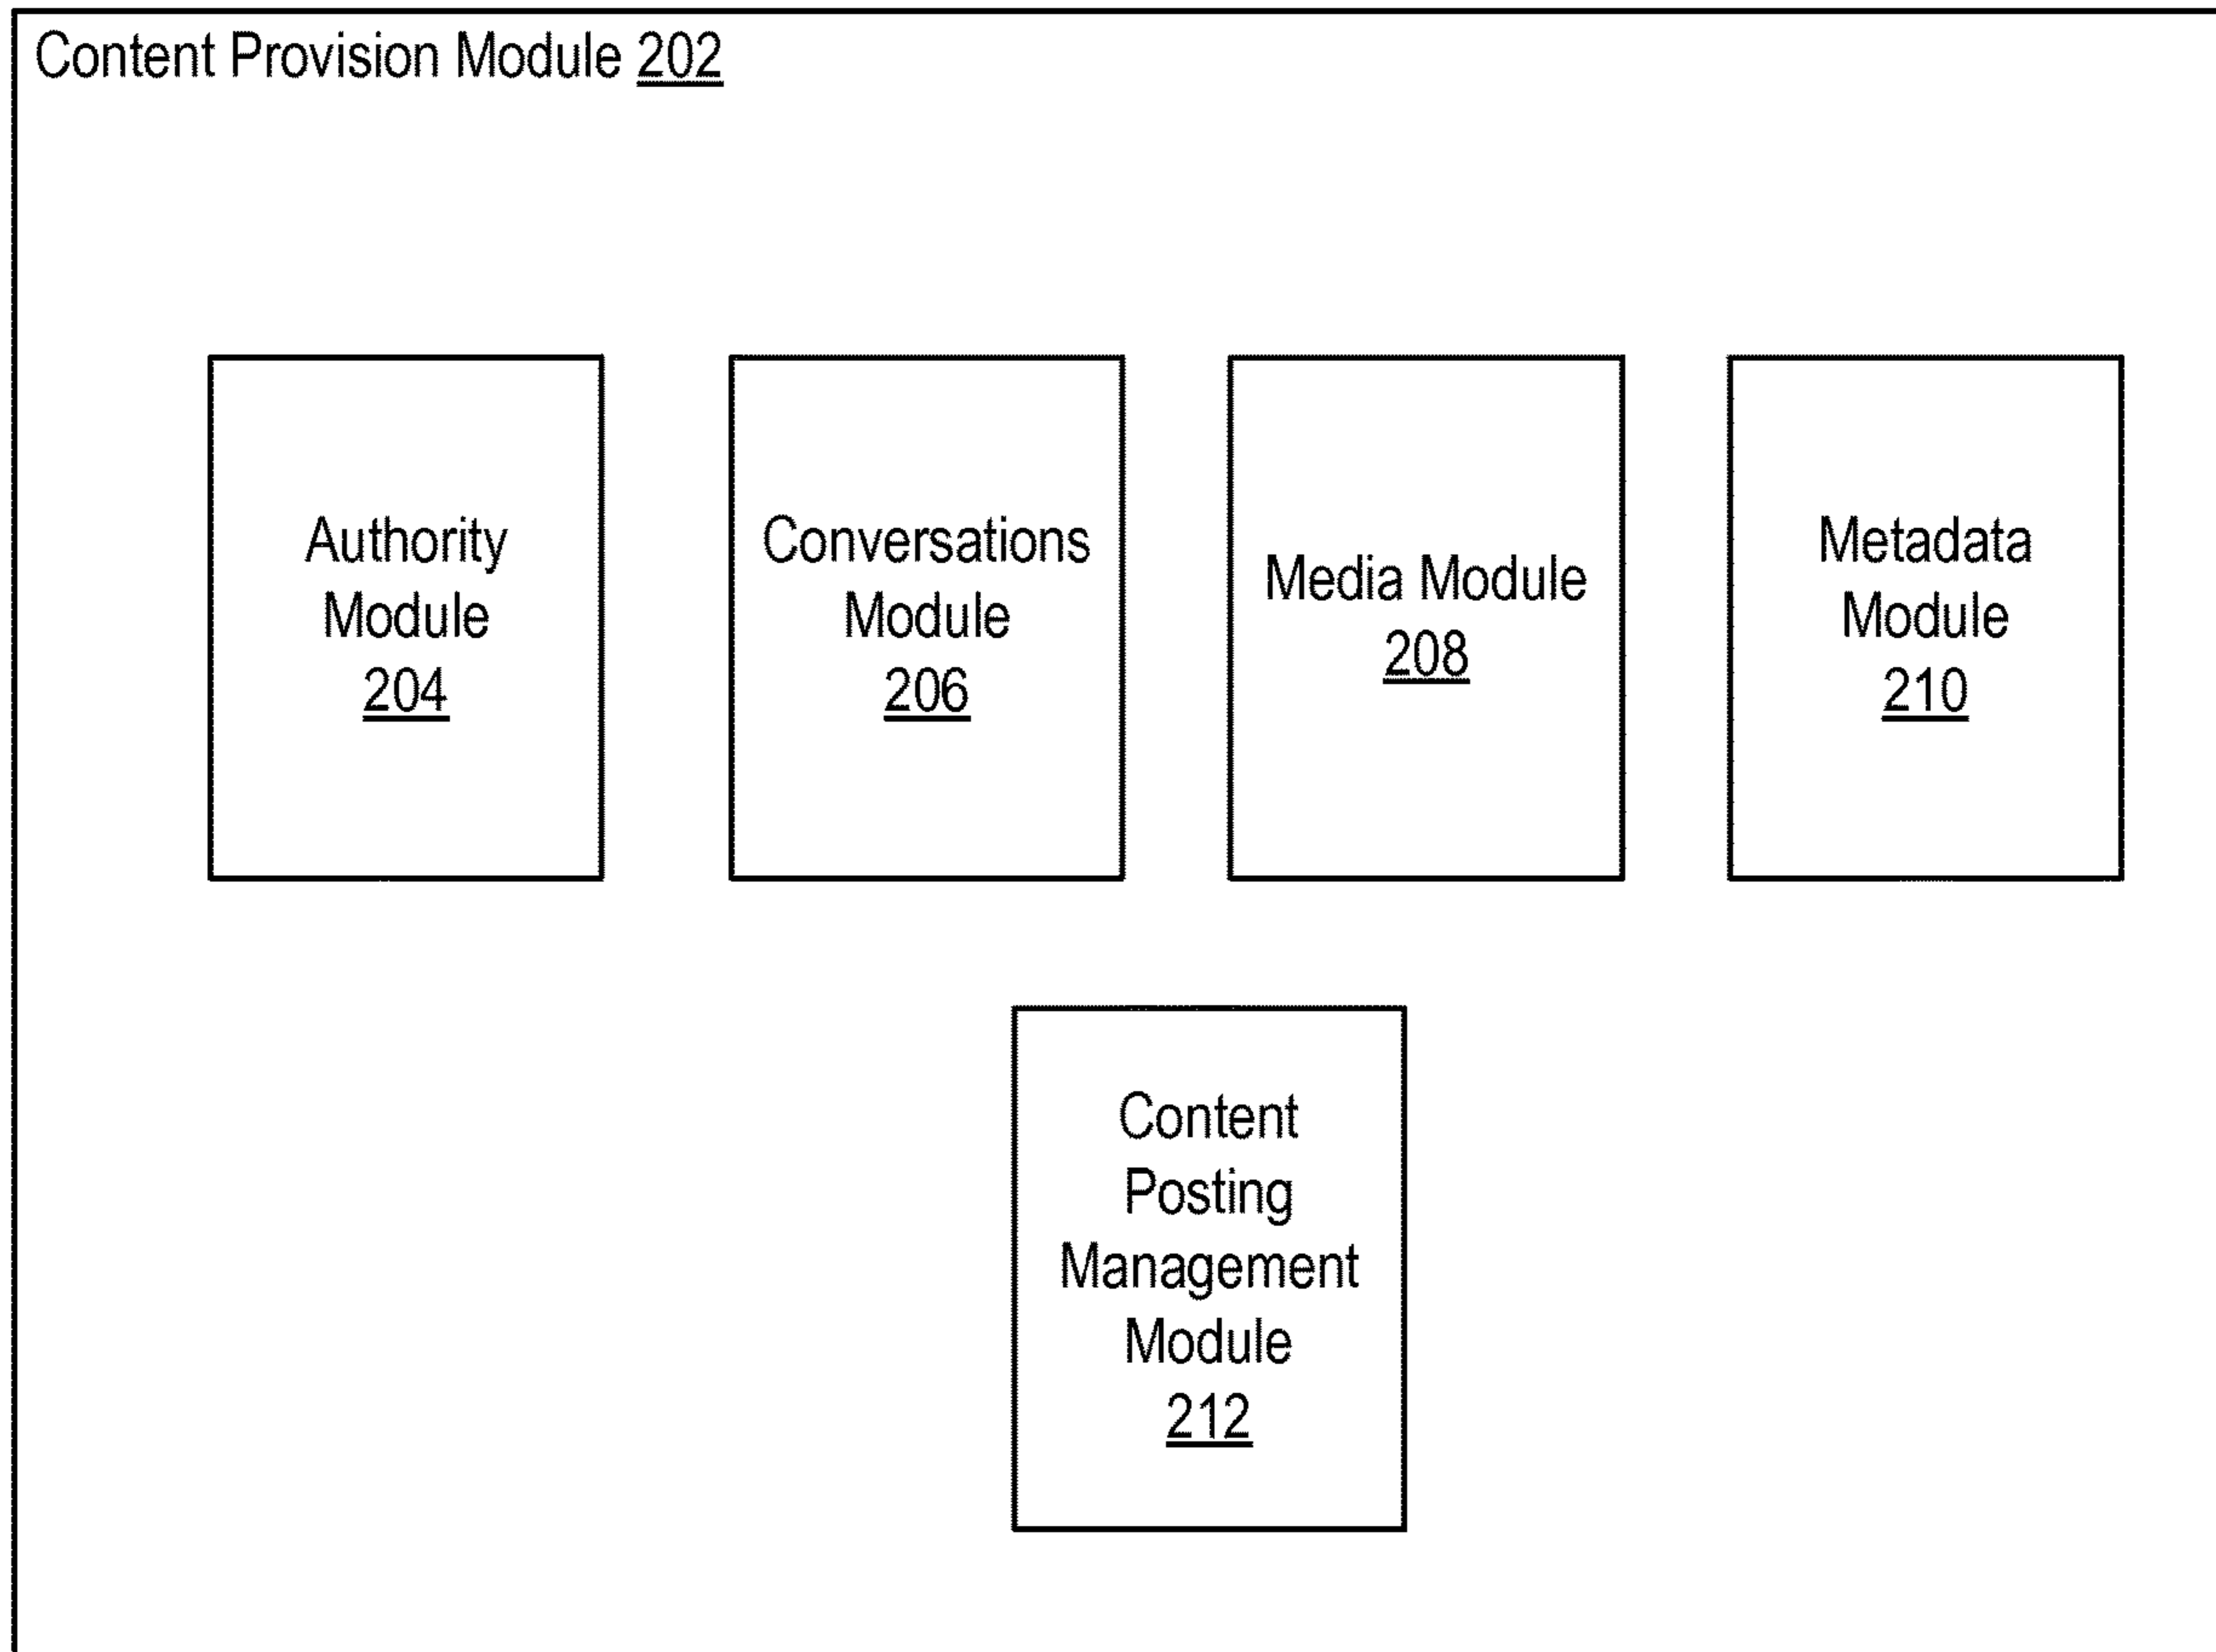 Content Provision Module 202
Authority
Module
204
Conversations
Module
206
Media Module
208
Metadata
Module
210
Content
Posting
Management
Module
212